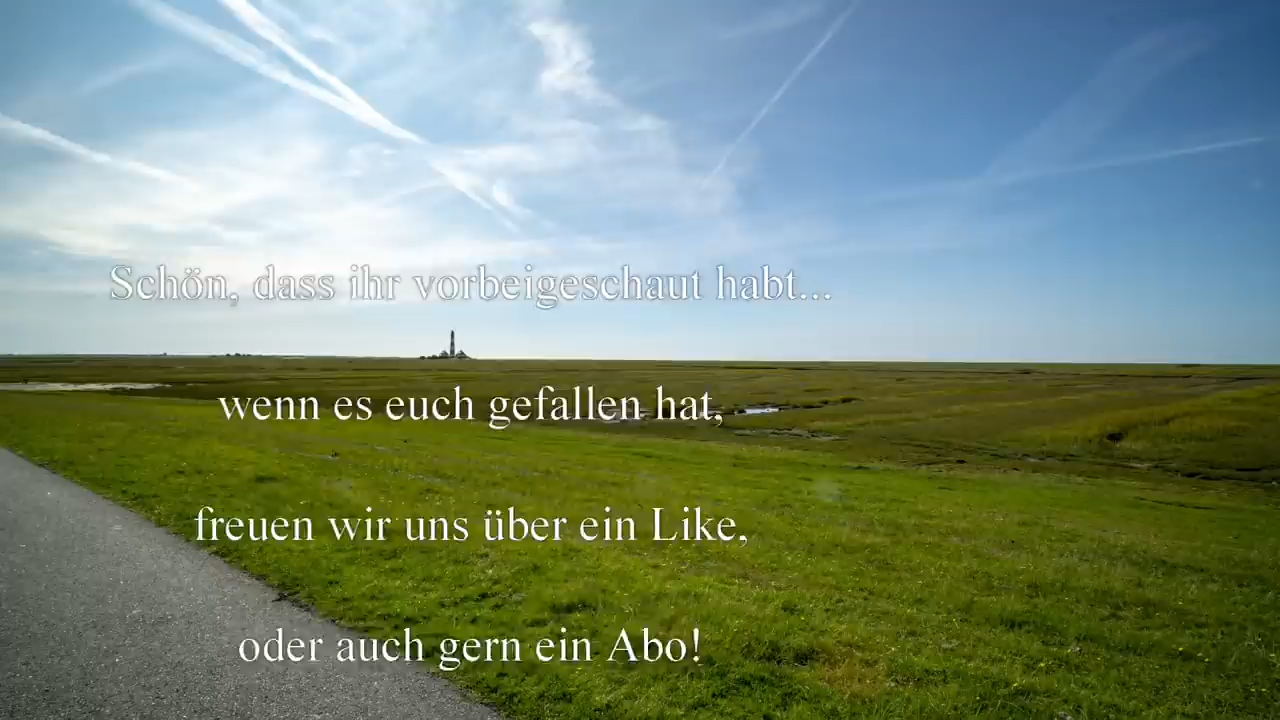 Schön, dass ihr vorbeigeschaut habt...
wenn es euch gefallen hat,
freuen wir uns über ein Like,
oder auch gern ein Abo!